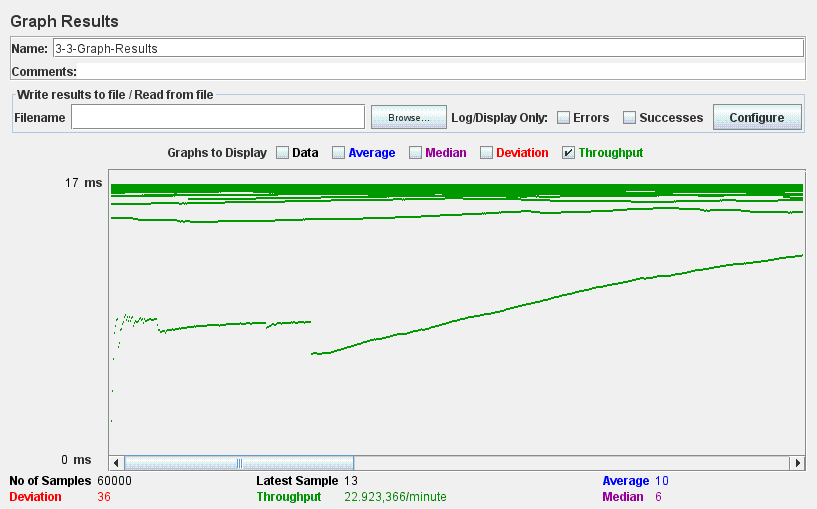 Graph Results
Name: 3-3-Graph-Results
Comments:
Write results to file / Read from file
Filename Browse... Log/Display Only: Errors Successes Configure
Graphs to Display Data Average Median Deviation Throughput
17 ms
0 ms
No of Samples 60000 Latest Sample 13 Average 10
Deviation 36 Throughput 22.923,366/minute Median 6